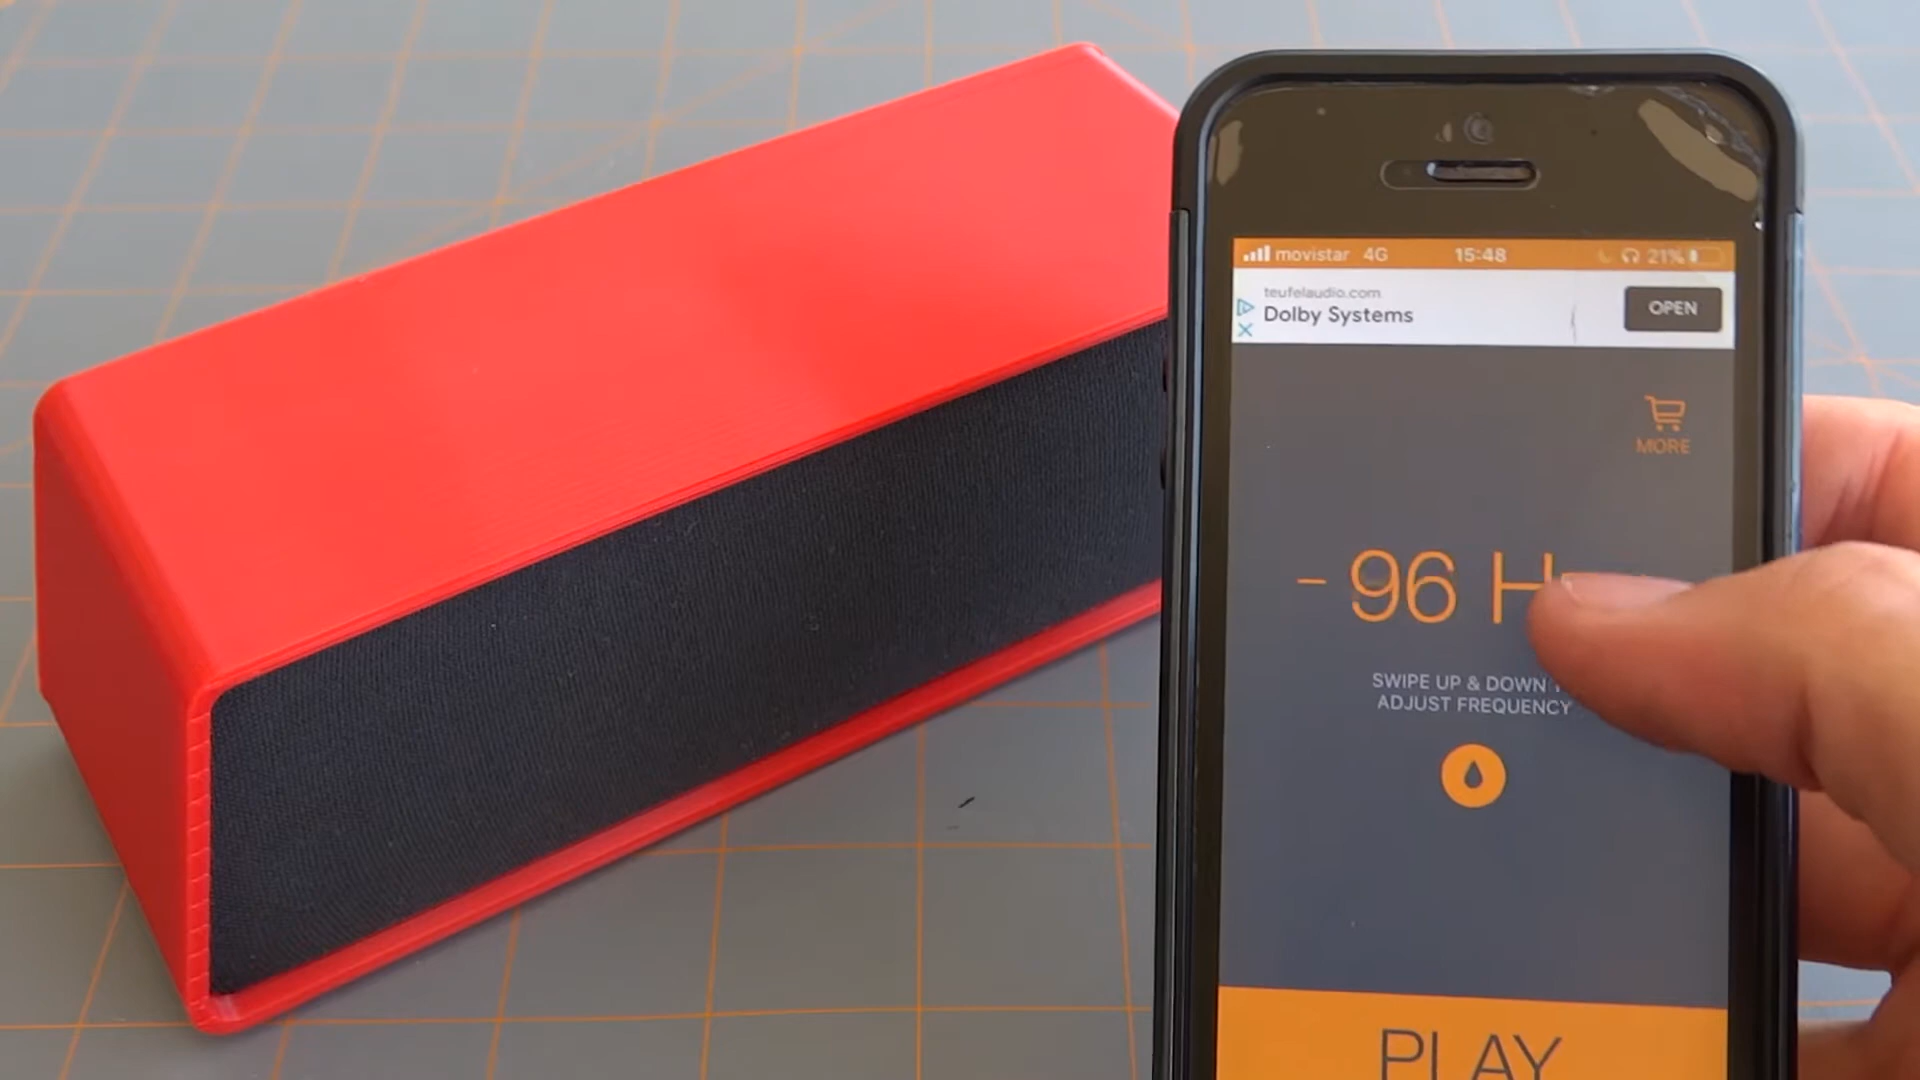 movistar 4G 15:48 21%
teufelaudio.com
Dolby Systems
OPEN
MORE
- 96 H
SWIPE UP & DOWN
ADJUST FREQUENCY
PLAY